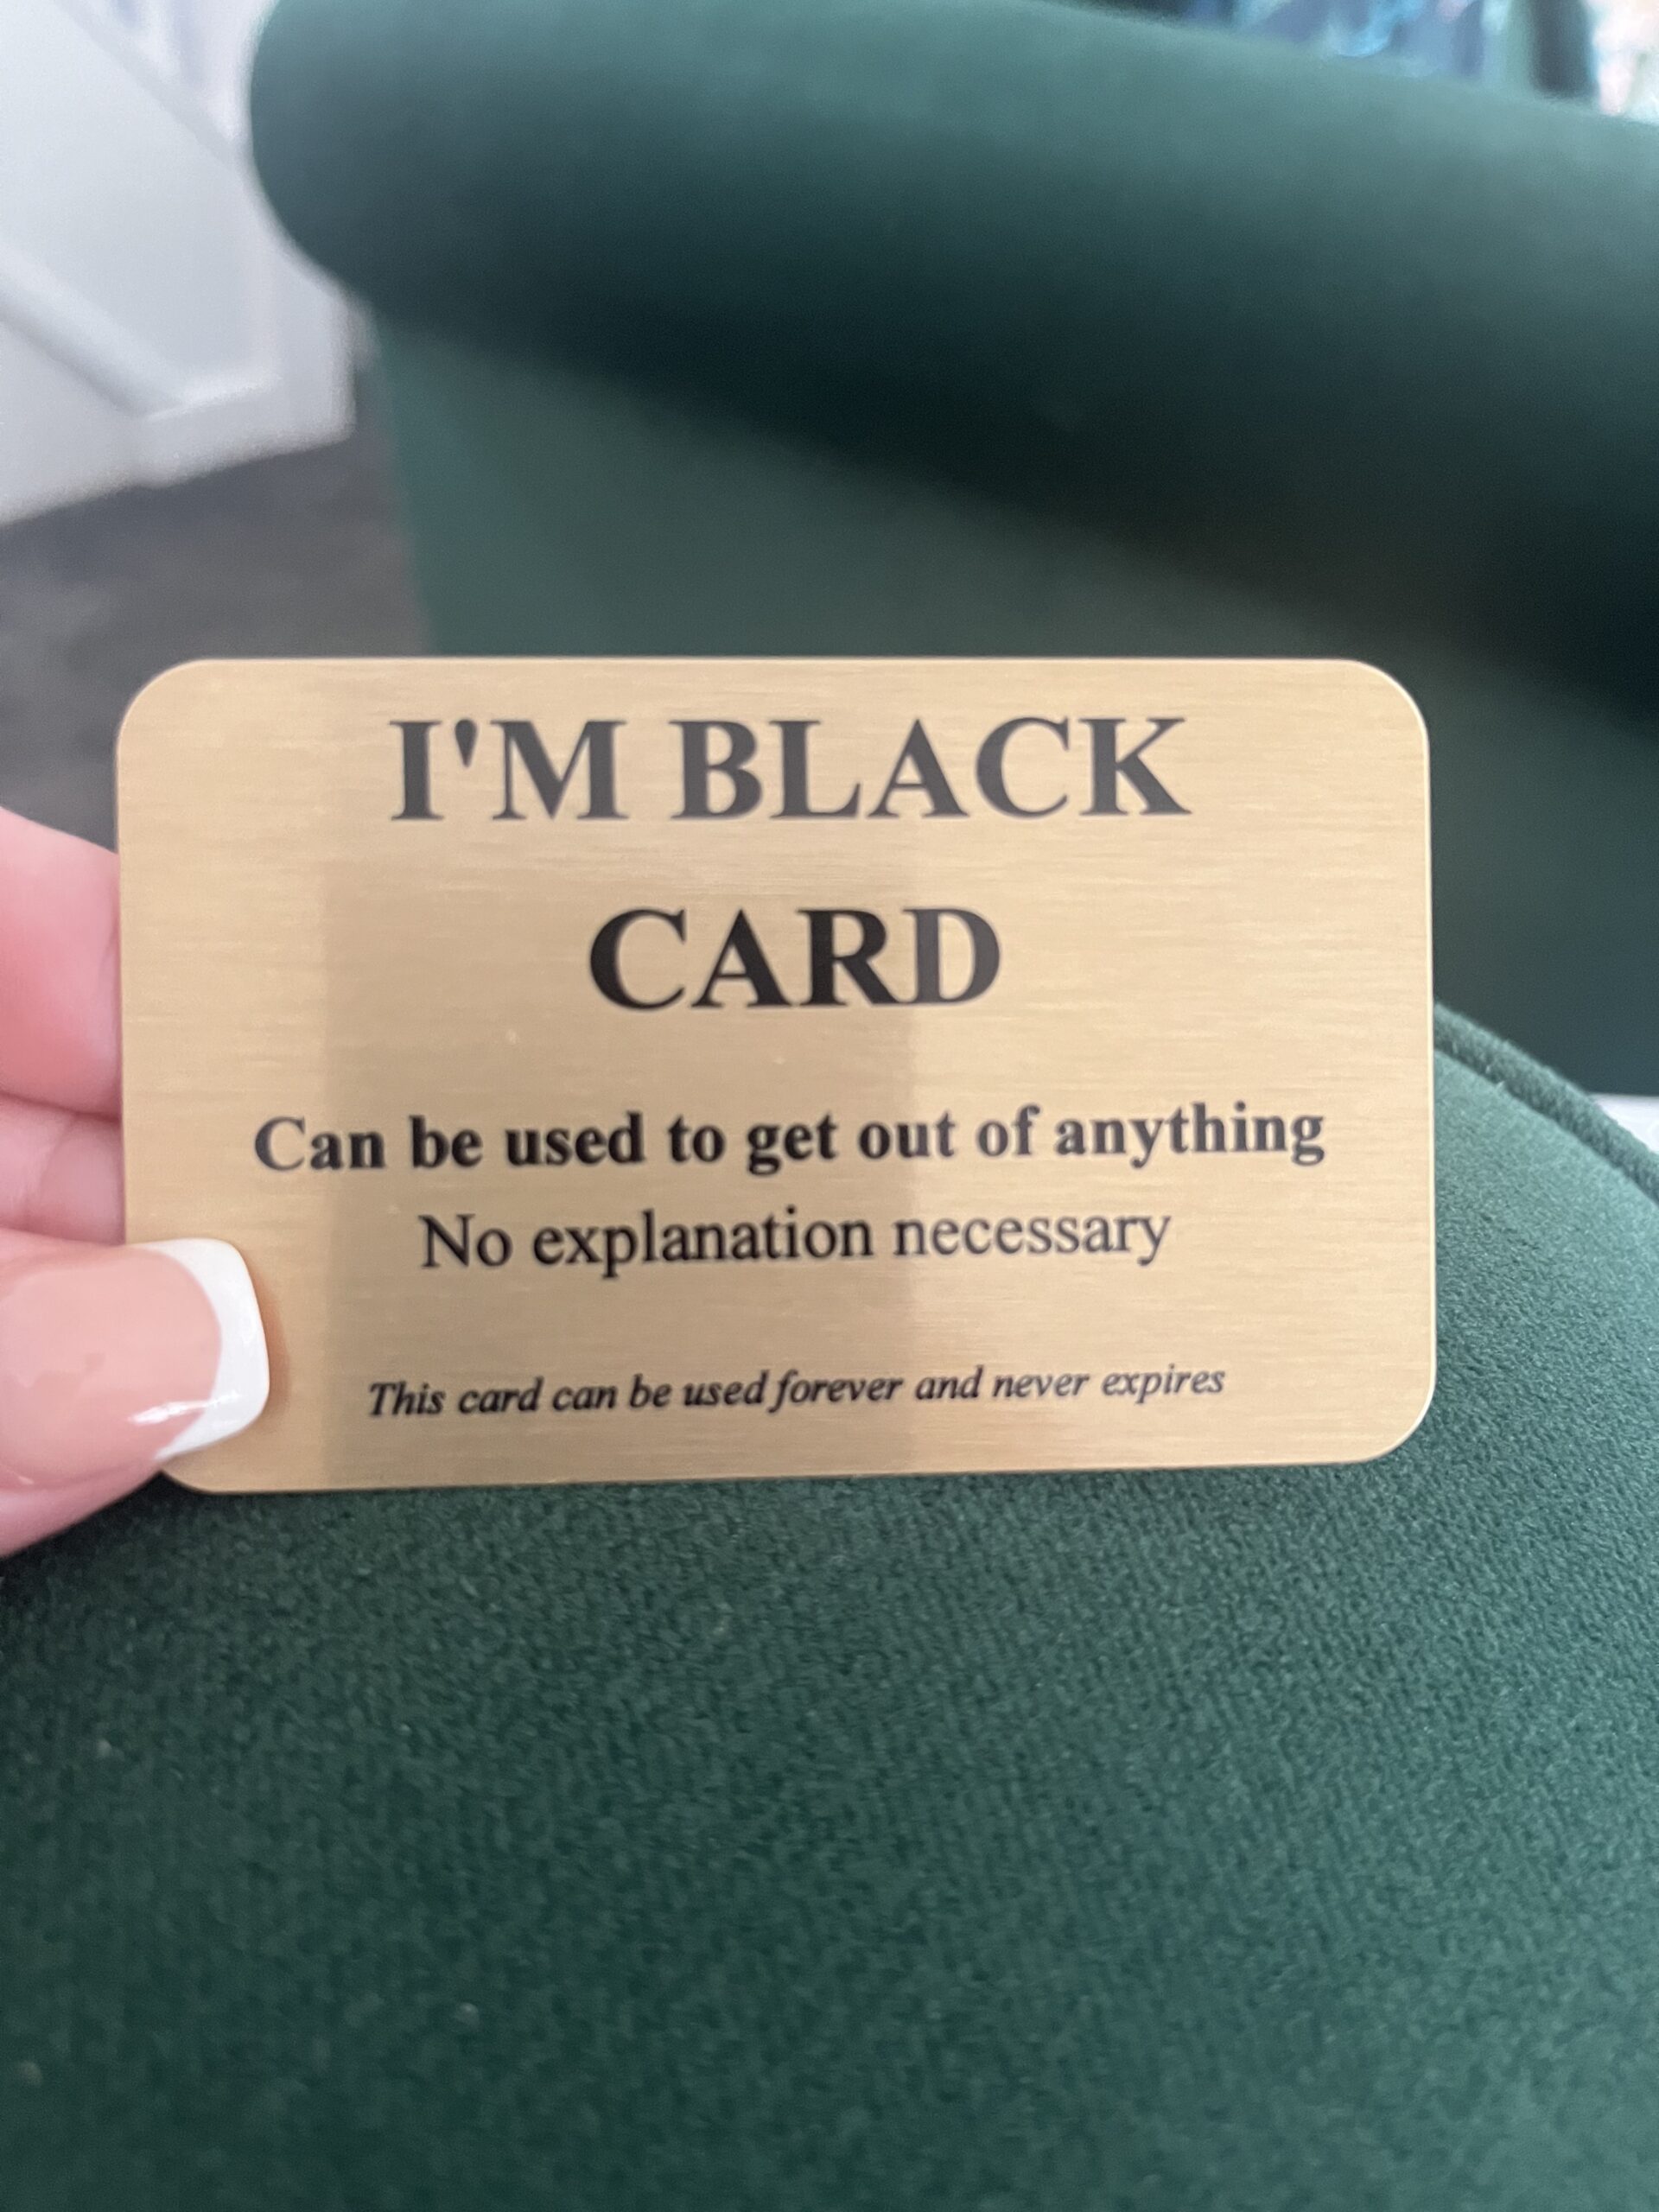 I'M BLACK
CARD
Can be used to get out of anything
No explanation necessary
This card can be used forever and never expires